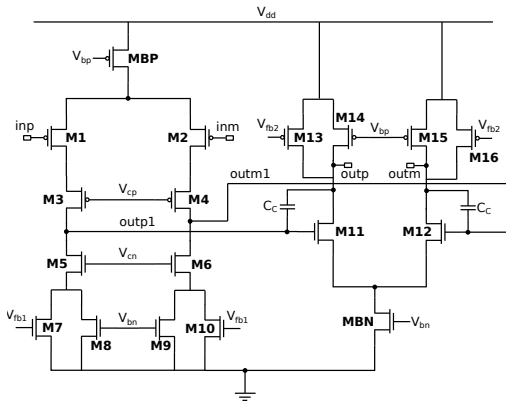 Vdd
Vbp
MBP
inp
M1
M2
inm
Vfb2
M13
M14
Vbp
M15
Vfb2
M16
outp
outm
M3
Vcp
M4
outm1
CC
CC
outp1
M11
M12
M5
Vcn
M6
Vfb1
M7
M8
Vbn
M9
M10
Vfb1
MBN
Vbn